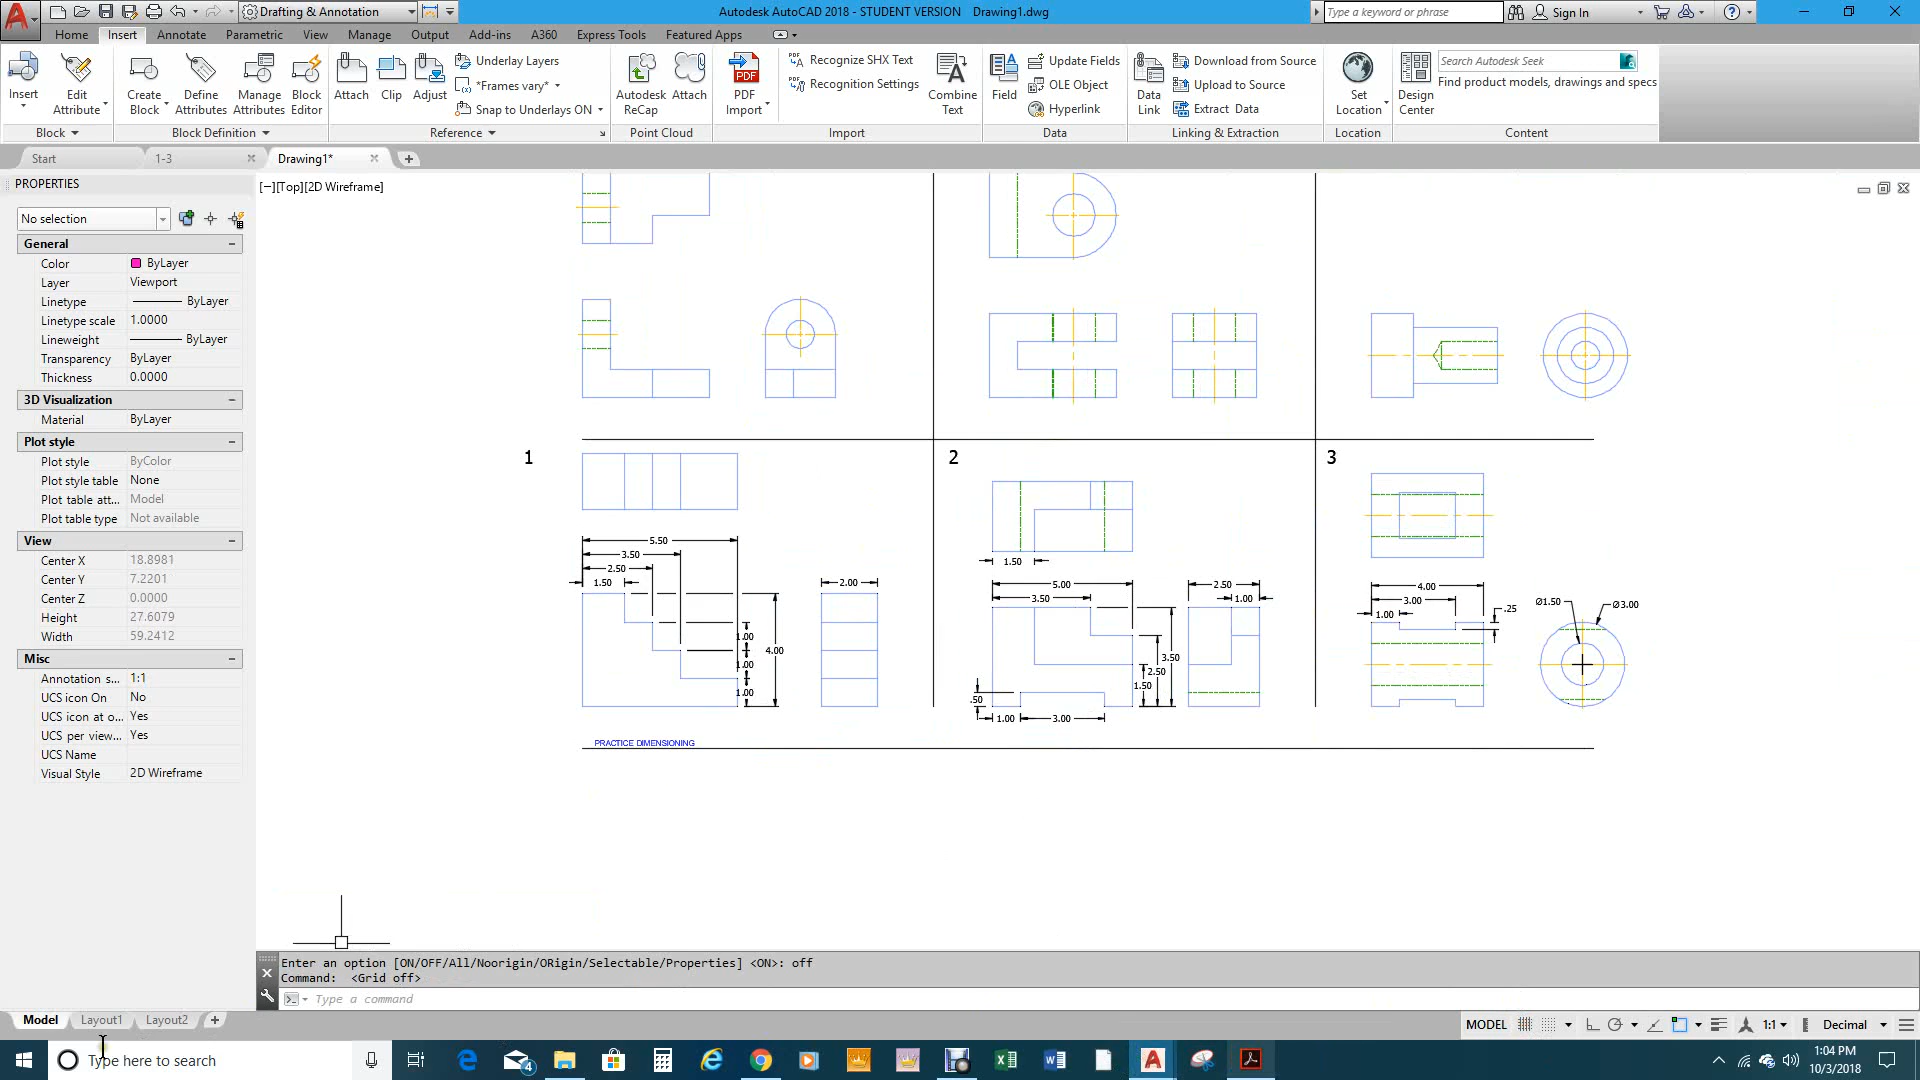 Drafting & Annotation
Autodesk AutoCAD 2018 - STUDENT VERSION Drawing1.dwg
Type a keyword or phrase
Sign In
Home Insert Annotate Parametric View Manage Output Add-ins A360 Express Tools Featured Apps
Insert
Edit Attribute
Create Block
Define Attributes
Manage Attributes
Block Editor
Attach
Clip
Adjust
Underlay Layers
*Frames vary*
Snap to Underlays ON
Autodesk ReCap
Attach
PDF
PDF Import
Recognize SHX Text
Recognition Settings
Combine Text
Field
Update Fields
OLE Object
Hyperlink
Data Link
Download from Source
Upload to Source
Extract Data
Set Location
Design Center
Search Autodesk Seek
Find product models, drawings and specs
Block
Block Definition
Reference
Point Cloud
Import
Data
Linking & Extraction
Location
Content
Start
1-3
Drawing1*
PROPERTIES
[−][Top][2D Wireframe]
No selection
General
Color ByLayer
Layer Viewport
Linetype ByLayer
Linetype scale 1.0000
Lineweight ByLayer
Transparency ByLayer
Thickness 0.0000
3D Visualization
Material ByLayer
Plot style
Plot style ByColor
Plot style table None
Plot table att... Model
Plot table type Not available
View
Center X 18.8981
Center Y 7.2201
Center Z 0.0000
Height 27.6079
Width 59.2412
Misc
Annotation s... 1:1
UCS icon On No
UCS icon at o... Yes
UCS per view... Yes
UCS Name
Visual Style 2D Wireframe
1
5.50
3.50
2.50
1.50
2.00
1.00
4.00
1.00
1.00
PRACTICE DIMENSIONING
2
1.50
5.00
3.50
2.50
1.00
3.50
2.50
1.50
.50
1.00
3.00
3
4.00
3.00
1.00
.25
Ø1.50
Ø3.00
Enter an option [ON/OFF/All/Noorigin/ORigin/Selectable/Properties] <ON>: off
Command: <Grid off>
Type a command
Model Layout1 Layout2
MODEL
1:1
Decimal
Type here to search
4
1:04 PM
10/3/2018